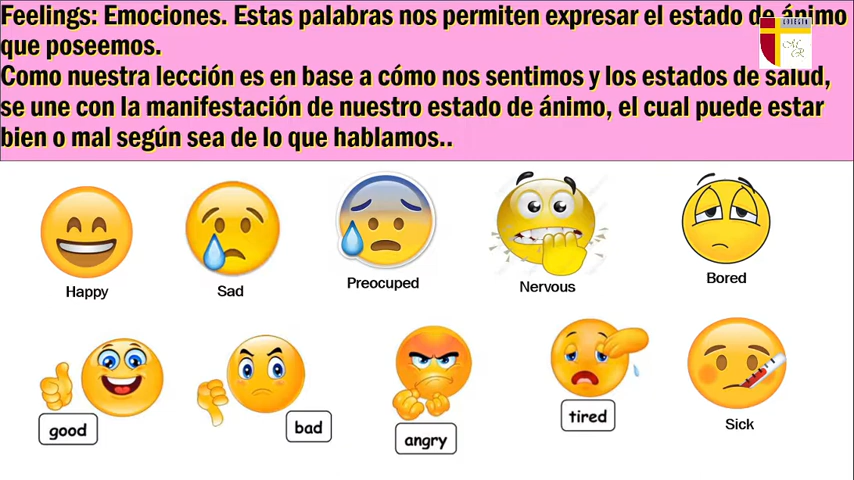 Feelings: Emociones. Estas palabras nos permiten expresar el estado de ánimo
que poseemos.
Como nuestra lección es en base a cómo nos sentimos y los estados de salud,
se une con la manifestación de nuestro estado de ánimo, el cual puede estar
bien o mal según sea de lo que hablamos..
COLEGIO
Happy
Sad
Preocuped
Nervous
Bored
good
bad
angry
tired
Sick